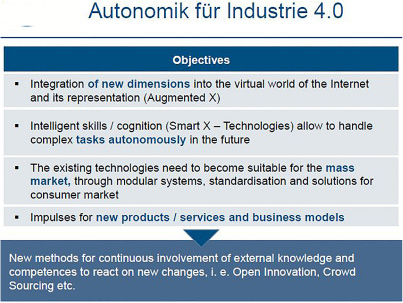 Autonomik für Industrie 4.0
Objectives
▪ Integration of new dimensions into the virtual world of the Internet
and its representation (Augmented X)
▪ Intelligent skills / cognition (Smart X – Technologies) allow to handle
complex tasks autonomously in the future
▪ The existing technologies need to become suitable for the mass
market, through modular systems, standardisation and solutions for
consumer market
▪ Impulses for new products / services and business models
New methods for continuous involvement of external knowledge and
competences to react on new changes, i. e. Open Innovation, Crowd
Sourcing etc.